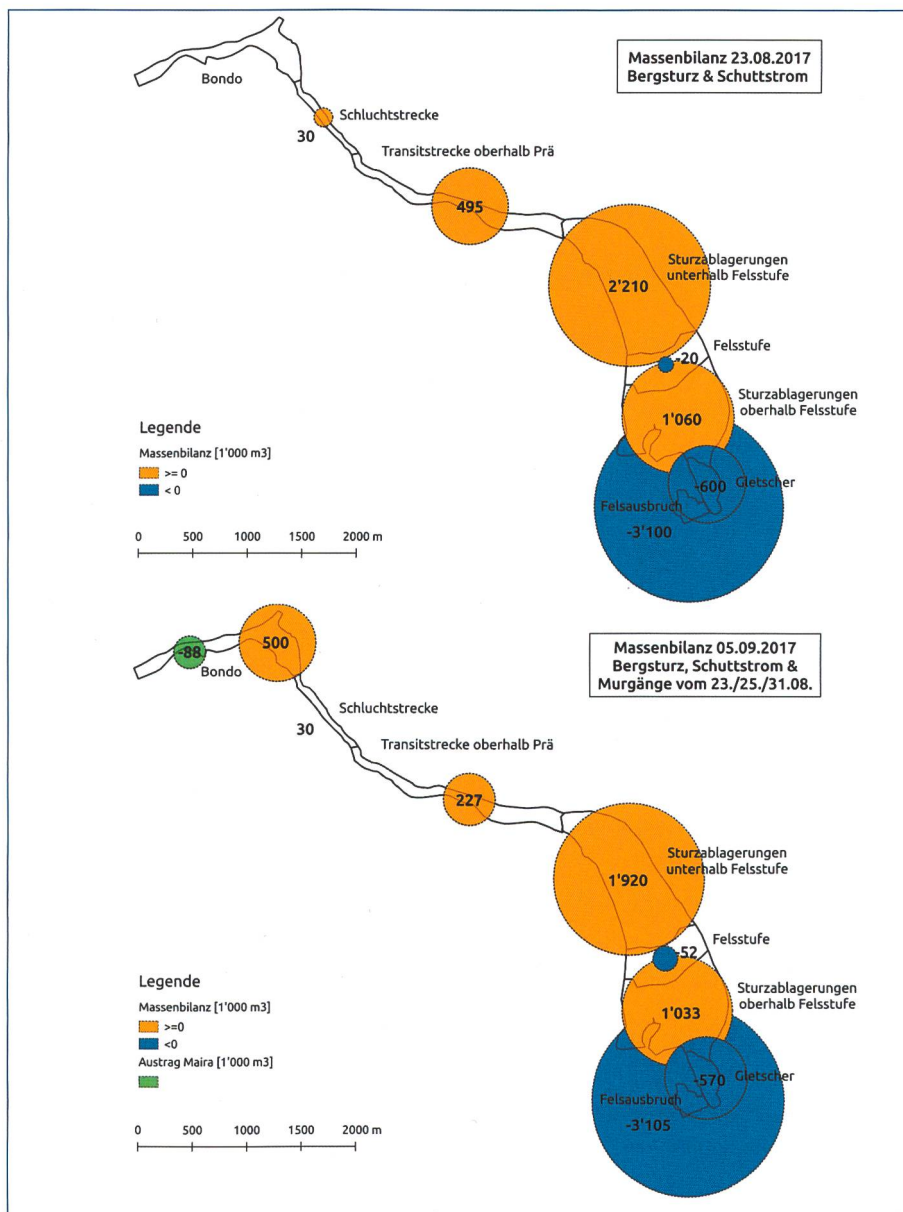 Massenbilanz 23.08.2017
Bergsturz & Schuttstrom
Bondo
Schluchtstrecke
30
Transitstrecke oberhalb Prä
495
Sturzablagerungen
unterhalb Felsstufe
2'210
Felsstufe
-20
Sturzablagerungen
oberhalb Felsstufe
1'060
Gletscher
-600
Felsausbruch
-3'100
Legende
Massenbilanz [1'000 m3]
>= 0
< 0
0 500 1000 1500 2000 m
Massenbilanz 05.09.2017
Bergsturz, Schuttstrom &
Murgänge vom 23./25./31.08.
-88
500
Bondo
Schluchtstrecke
30
Transitstrecke oberhalb Prä
227
Sturzablagerungen
unterhalb Felsstufe
1'920
Felsstufe
-52
Sturzablagerungen
oberhalb Felsstufe
1'033
Gletscher
-570
Felsausbruch
-3'105
Legende
Massenbilanz [1'000 m3]
>=0
<0
Austrag Maira [1'000 m3]
0 500 1000 1500 2000 m